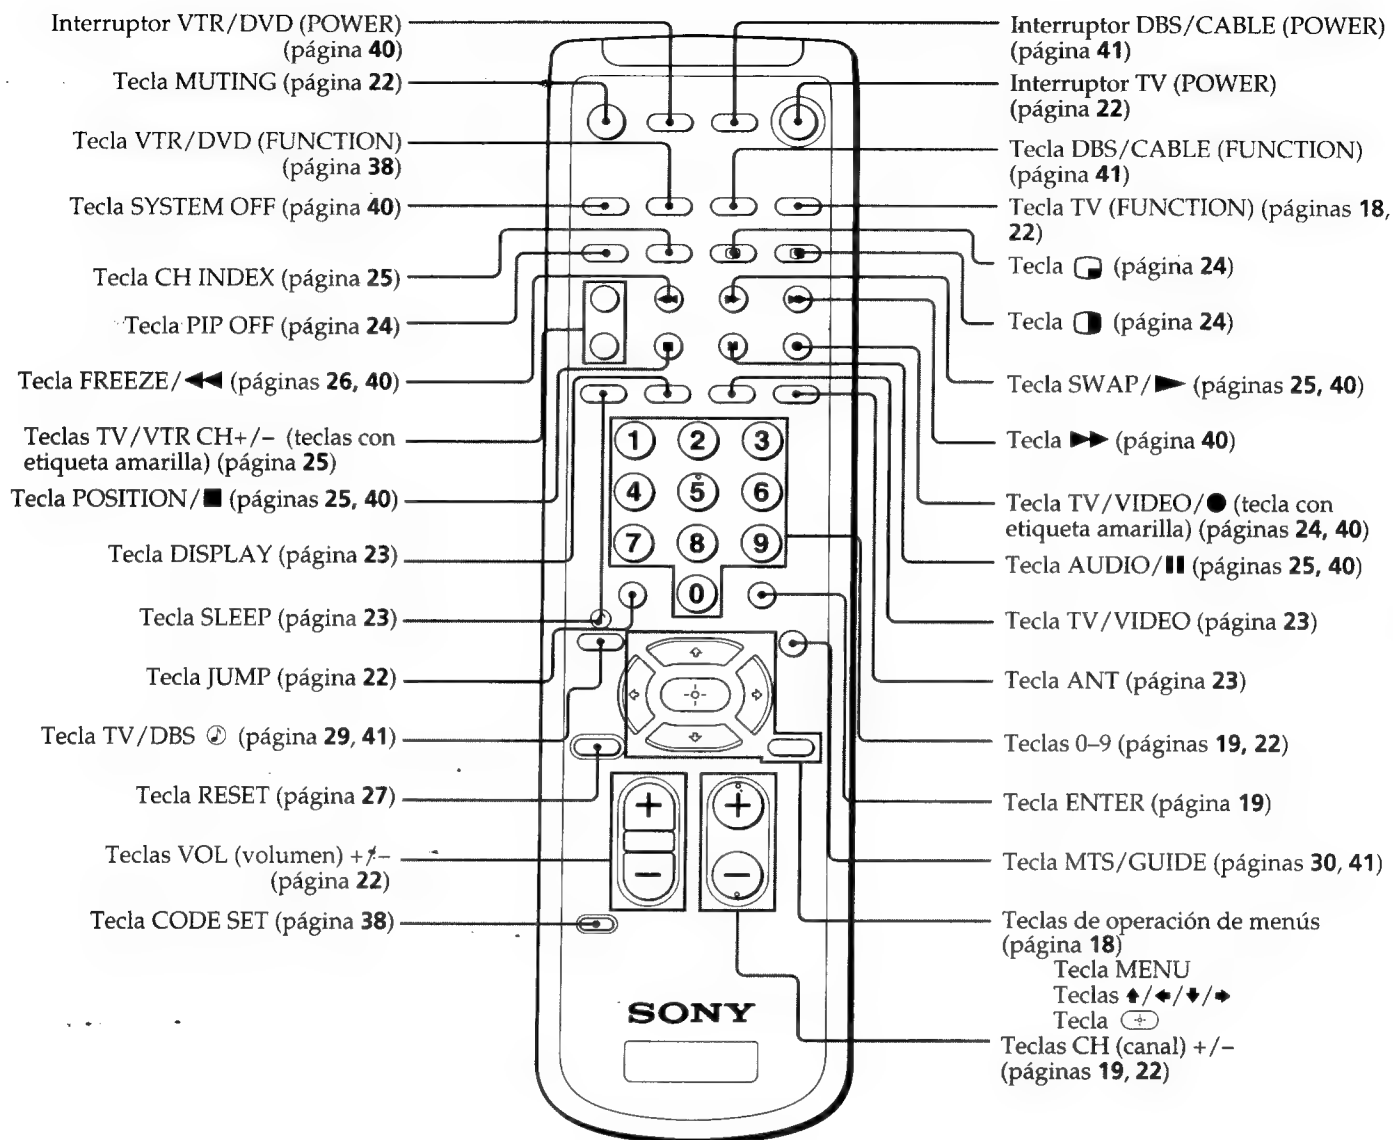 Interruptor VTR/DVD (POWER)
(página 40)
Tecla MUTING (página 22)
Tecla VTR/DVD (FUNCTION)
(página 38)
Tecla SYSTEM OFF (página 40)
Tecla CH INDEX (página 25)
Tecla PIP OFF (página 24)
Tecla FREEZE/◀◀ (páginas 26, 40)
Teclas TV/VTR CH+/– (teclas con
etiqueta amarilla) (página 25)
Tecla POSITION/■ (páginas 25, 40)
Tecla DISPLAY (página 23)
Tecla SLEEP (página 23)
Tecla JUMP (página 22)
Tecla TV/DBS ♪ (página 29, 41)
Tecla RESET (página 27)
Teclas VOL (volumen) +/–
(página 22)
Tecla CODE SET (página 38)
1 2 3
4 5 6
7 8 9
0
+ +
– –
SONY
Interruptor DBS/CABLE (POWER)
(página 41)
Interruptor TV (POWER)
(página 22)
Tecla DBS/CABLE (FUNCTION)
(página 41)
Tecla TV (FUNCTION) (páginas 18,
22)
Tecla (página 24)
Tecla (página 24)
Tecla SWAP/▶ (páginas 25, 40)
Tecla ▶▶ (página 40)
Tecla TV/VIDEO/● (tecla con
etiqueta amarilla) (páginas 24, 40)
Tecla AUDIO/❚❚ (páginas 25, 40)
Tecla TV/VIDEO (página 23)
Tecla ANT (página 23)
Teclas 0–9 (páginas 19, 22)
Tecla ENTER (página 19)
Tecla MTS/GUIDE (páginas 30, 41)
Teclas de operación de menús
(página 18)
Tecla MENU
Teclas ↑/←/↓/→
Tecla
Teclas CH (canal) +/–
(páginas 19, 22)